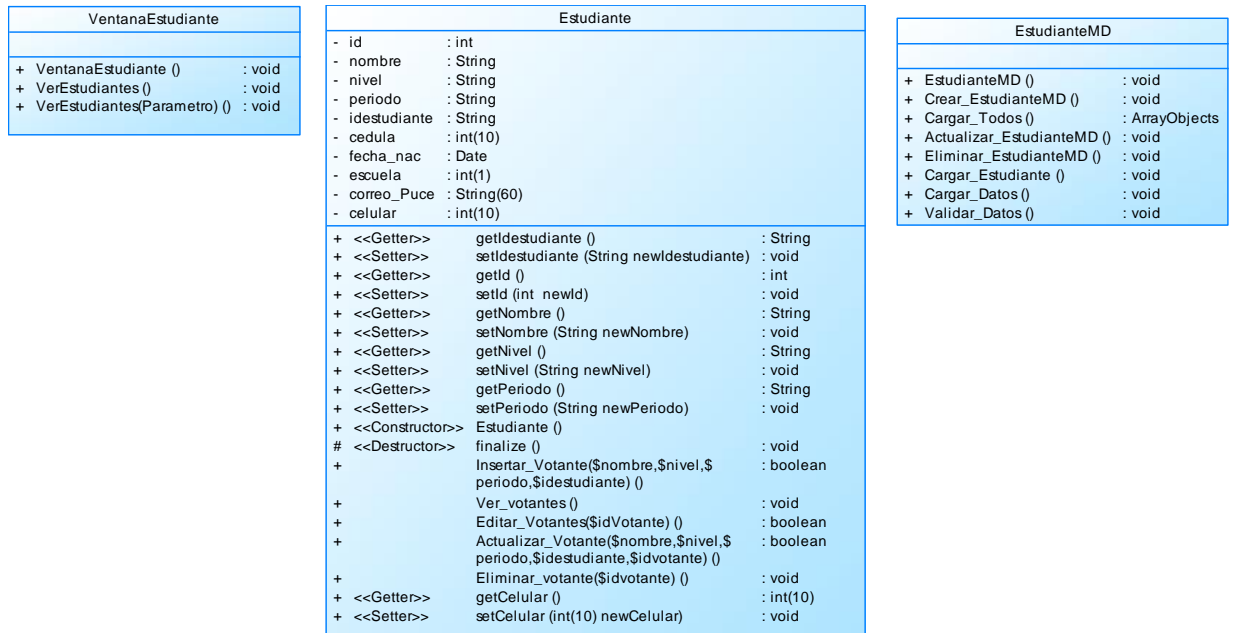 VentanaEstudiante
+ VentanaEstudiante () : void
+ VerEstudiantes () : void
+ VerEstudiantes(Parametro) () : void
Estudiante
- id : int
- nombre : String
- nivel : String
- periodo : String
- idestudiante : String
- cedula : int(10)
- fecha_nac : Date
- escuela : int(1)
- correo_Puce : String(60)
- celular : int(10)
+ <<Getter>> getIdestudiante () : String
+ <<Setter>> setIdestudiante (String newIdestudiante) : void
+ <<Getter>> getId () : int
+ <<Setter>> setId (int newId) : void
+ <<Getter>> getNombre () : String
+ <<Setter>> setNombre (String newNombre) : void
+ <<Getter>> getNivel () : String
+ <<Setter>> setNivel (String newNivel) : void
+ <<Getter>> getPeriodo () : String
+ <<Setter>> setPeriodo (String newPeriodo) : void
+ <<Constructor>> Estudiante ()
# <<Destructor>> finalize () : void
+ Insertar_Votante($nombre,$nivel,$ : boolean
periodo,$idestudiante) ()
+ Ver_votantes () : void
+ Editar_Votantes($idVotante) () : boolean
+ Actualizar_Votante($nombre,$nivel,$ : boolean
periodo,$idestudiante,$idvotante) ()
+ Eliminar_votante($idvotante) () : void
+ <<Getter>> getCelular () : int(10)
+ <<Setter>> setCelular (int(10) newCelular) : void
EstudianteMD
+ EstudianteMD () : void
+ Crear_EstudianteMD () : void
+ Cargar_Todos () : ArrayObjects
+ Actualizar_EstudianteMD () : void
+ Eliminar_EstudianteMD () : void
+ Cargar_Estudiante () : void
+ Cargar_Datos () : void
+ Validar_Datos () : void